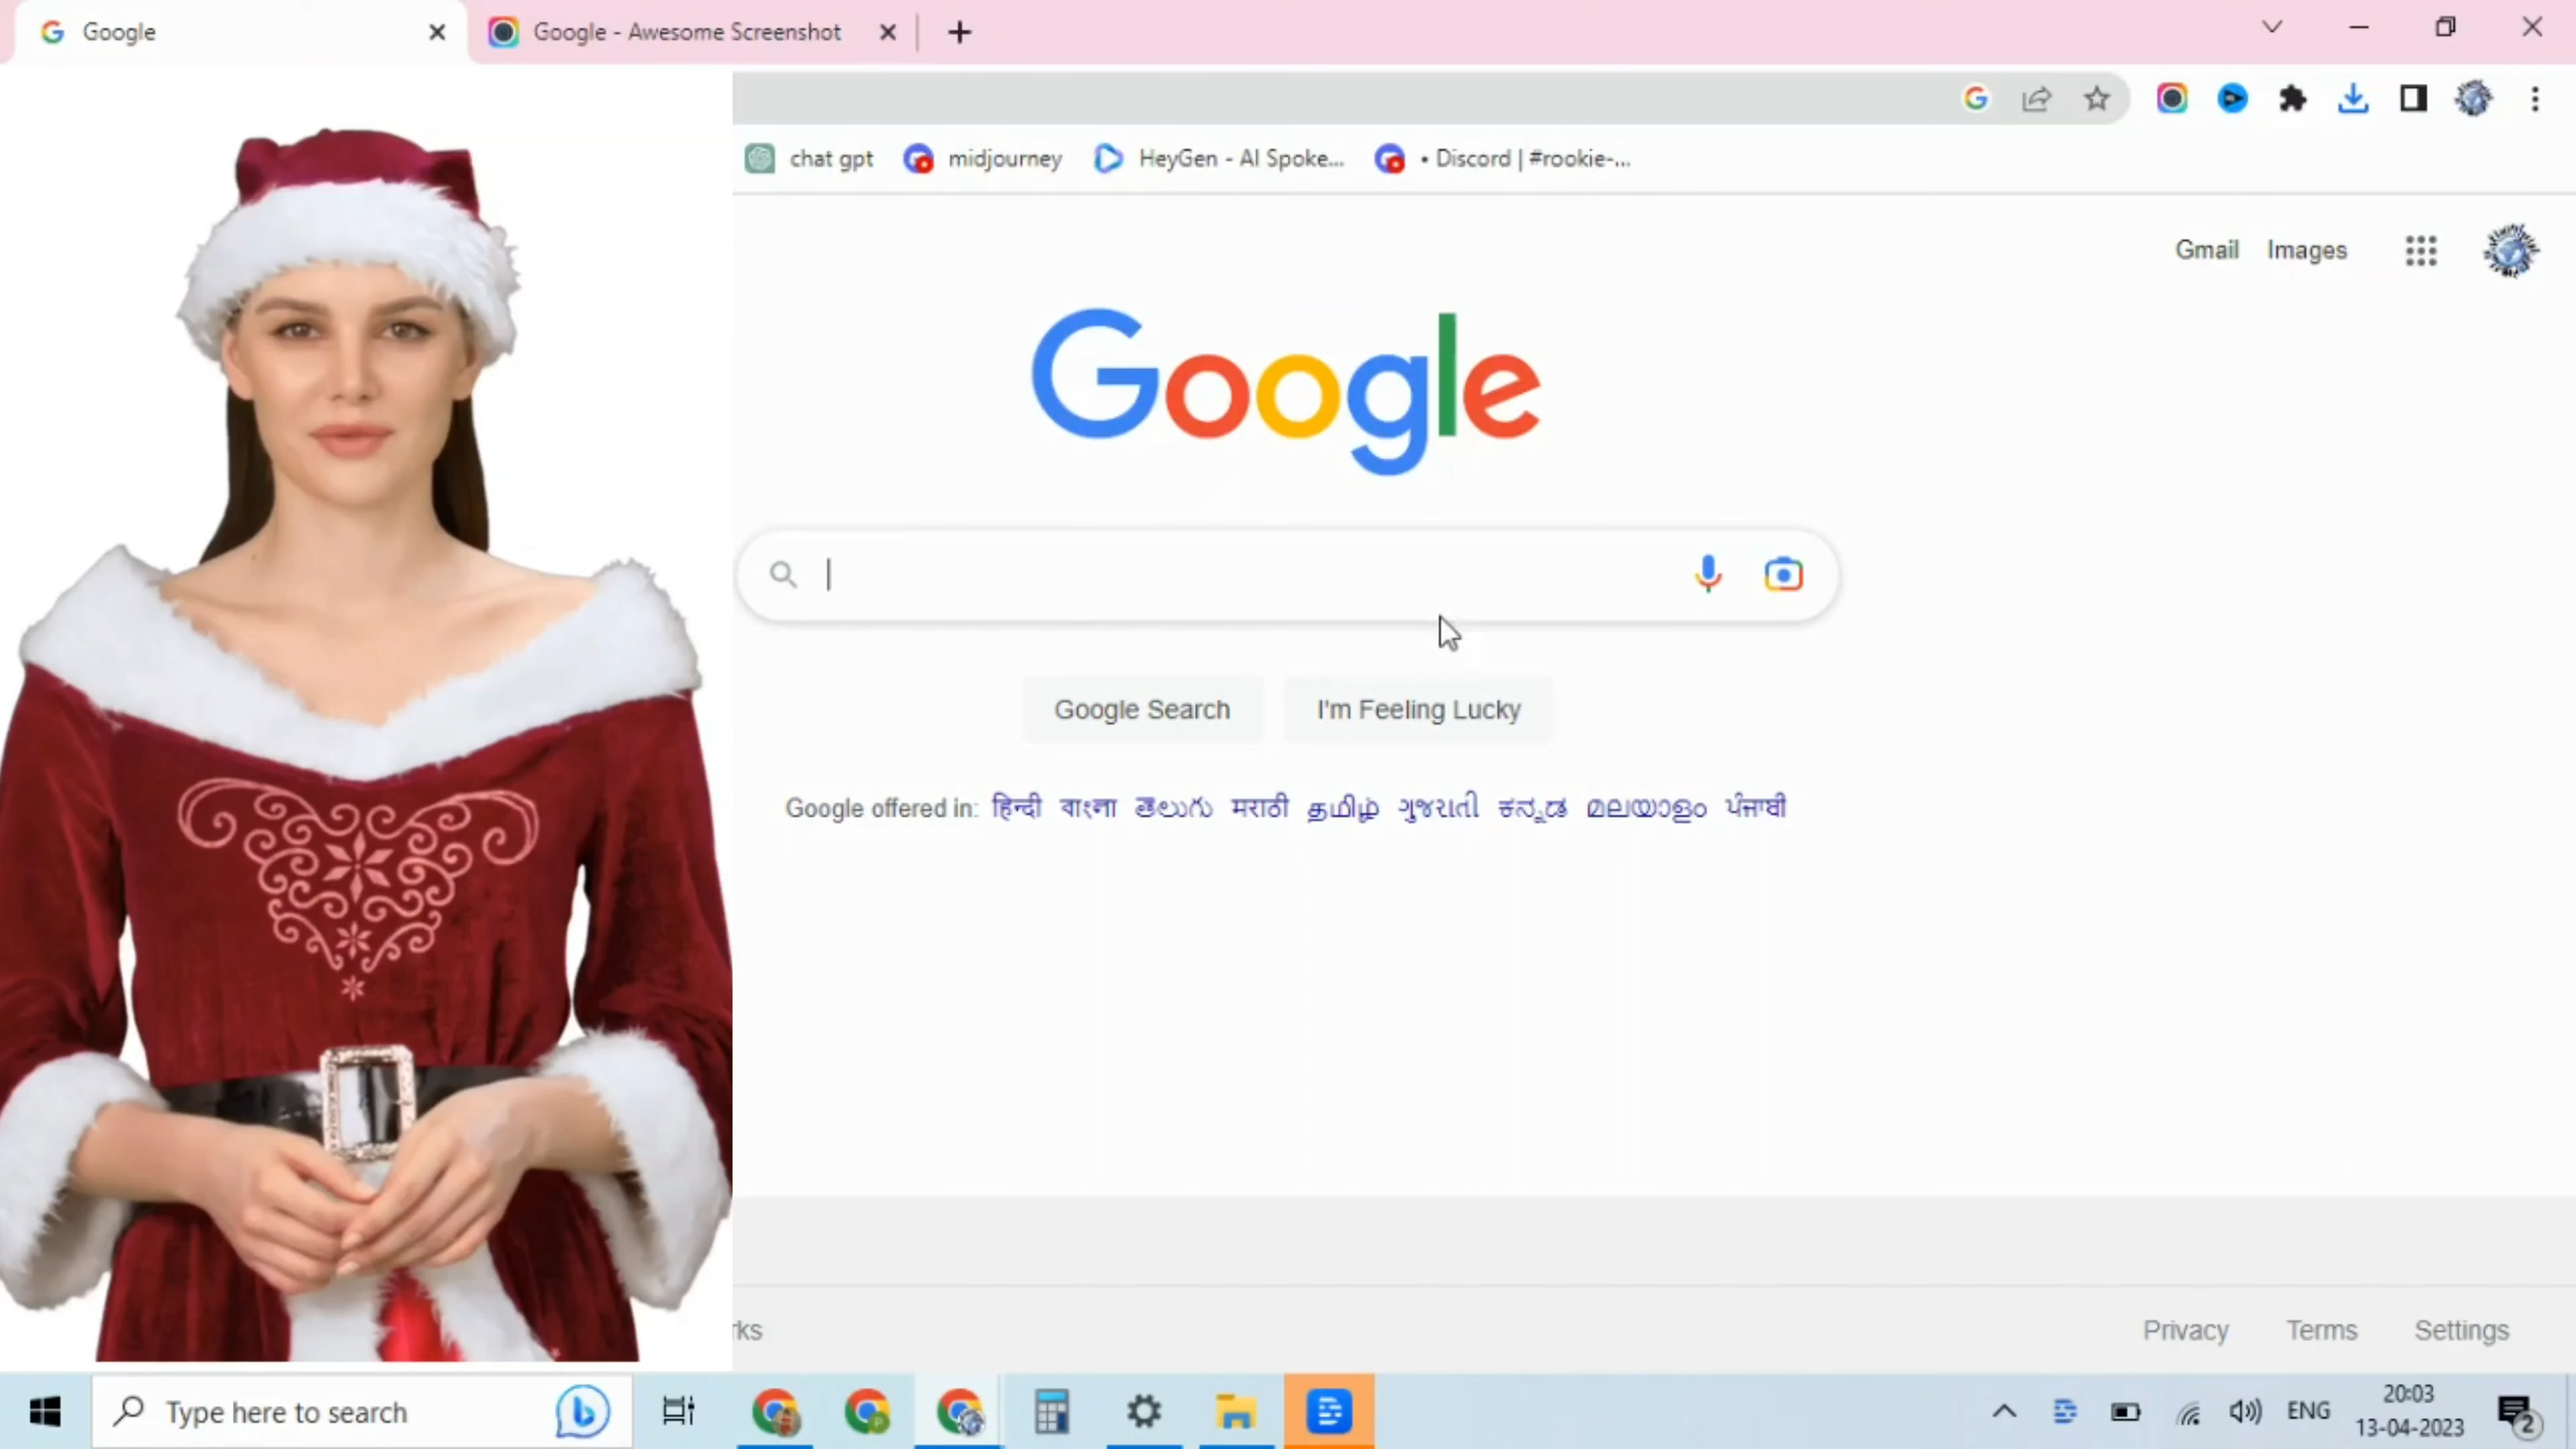 Google
Google - Awesome Screenshot
chat gpt
midjourney
HeyGen - AI Spoke...
• Discord | #rookie-...
Gmail
Images
Google
Google Search
I'm Feeling Lucky
Google offered in: हिन्दी বাংলা తెలుగు मराठी தமிழ் ગુજરાતી ಕನ್ನಡ മലയാളം ਪੰਜਾਬੀ
rks
Privacy
Terms
Settings
Type here to search
ENG
20:03
13-04-2023
2